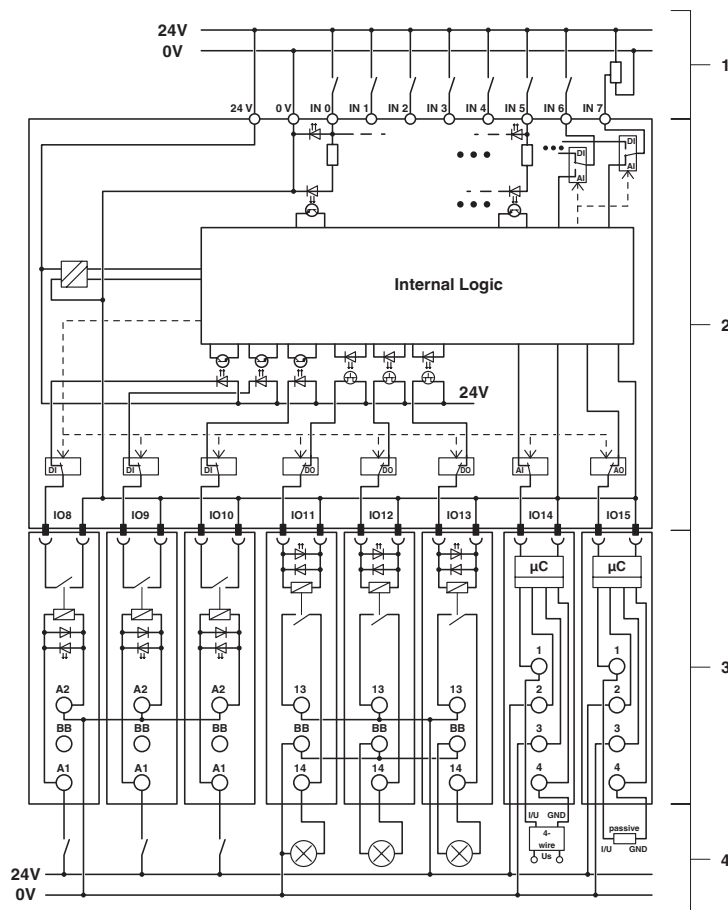 24V
0V
1
24 V 0 V IN 0 IN 1 IN 2 IN 3 IN 4 IN 5 IN 6 IN 7
DI
DI
AI
AI
Internal Logic
2
24V
DI DI DI DO DO DO AI AO
IO8 IO9 IO10 IO11 IO12 IO13 IO14 IO15
µC µC
1 1
3
A2 A2 A2 13 13 13 2 2
BB BB BB BB BB BB 3 3
A1 A1 A1 14 14 14 4 4
I/U GND
4-
wire
Us
passive
I/U GND
4
24V
0V